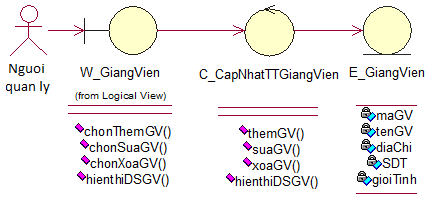 Nguoi
quan ly
W_GiangVien
(from Logical View)
chonThemGV()
chonSuaGV()
chonXoaGV()
hienthiDSGV()
C_CapNhatTTGiangVien
themGV()
suaGV()
xoaGV()
hienthiDSGV()
E_GiangVien
maGV
tenGV
diaChi
SDT
gioiTinh